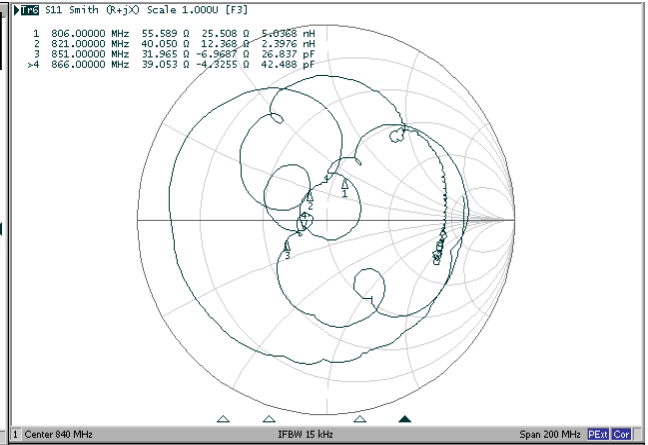 Tr6 S11 Smith (R+jX) Scale 1.000U [F3]
1 806.00000 MHz 55.589 Ω 25.508 Ω 5.0368 nH
2 821.00000 MHz 40.050 Ω 12.368 Ω 2.3976 nH
3 851.00000 MHz 31.965 Ω -6.9687 Ω 26.837 pF
>4 866.00000 MHz 39.053 Ω -4.3255 Ω 42.488 pF
1
2
4
3
1 Center 840 MHz IFBW 15 kHz Span 200 MHz PExt Cor